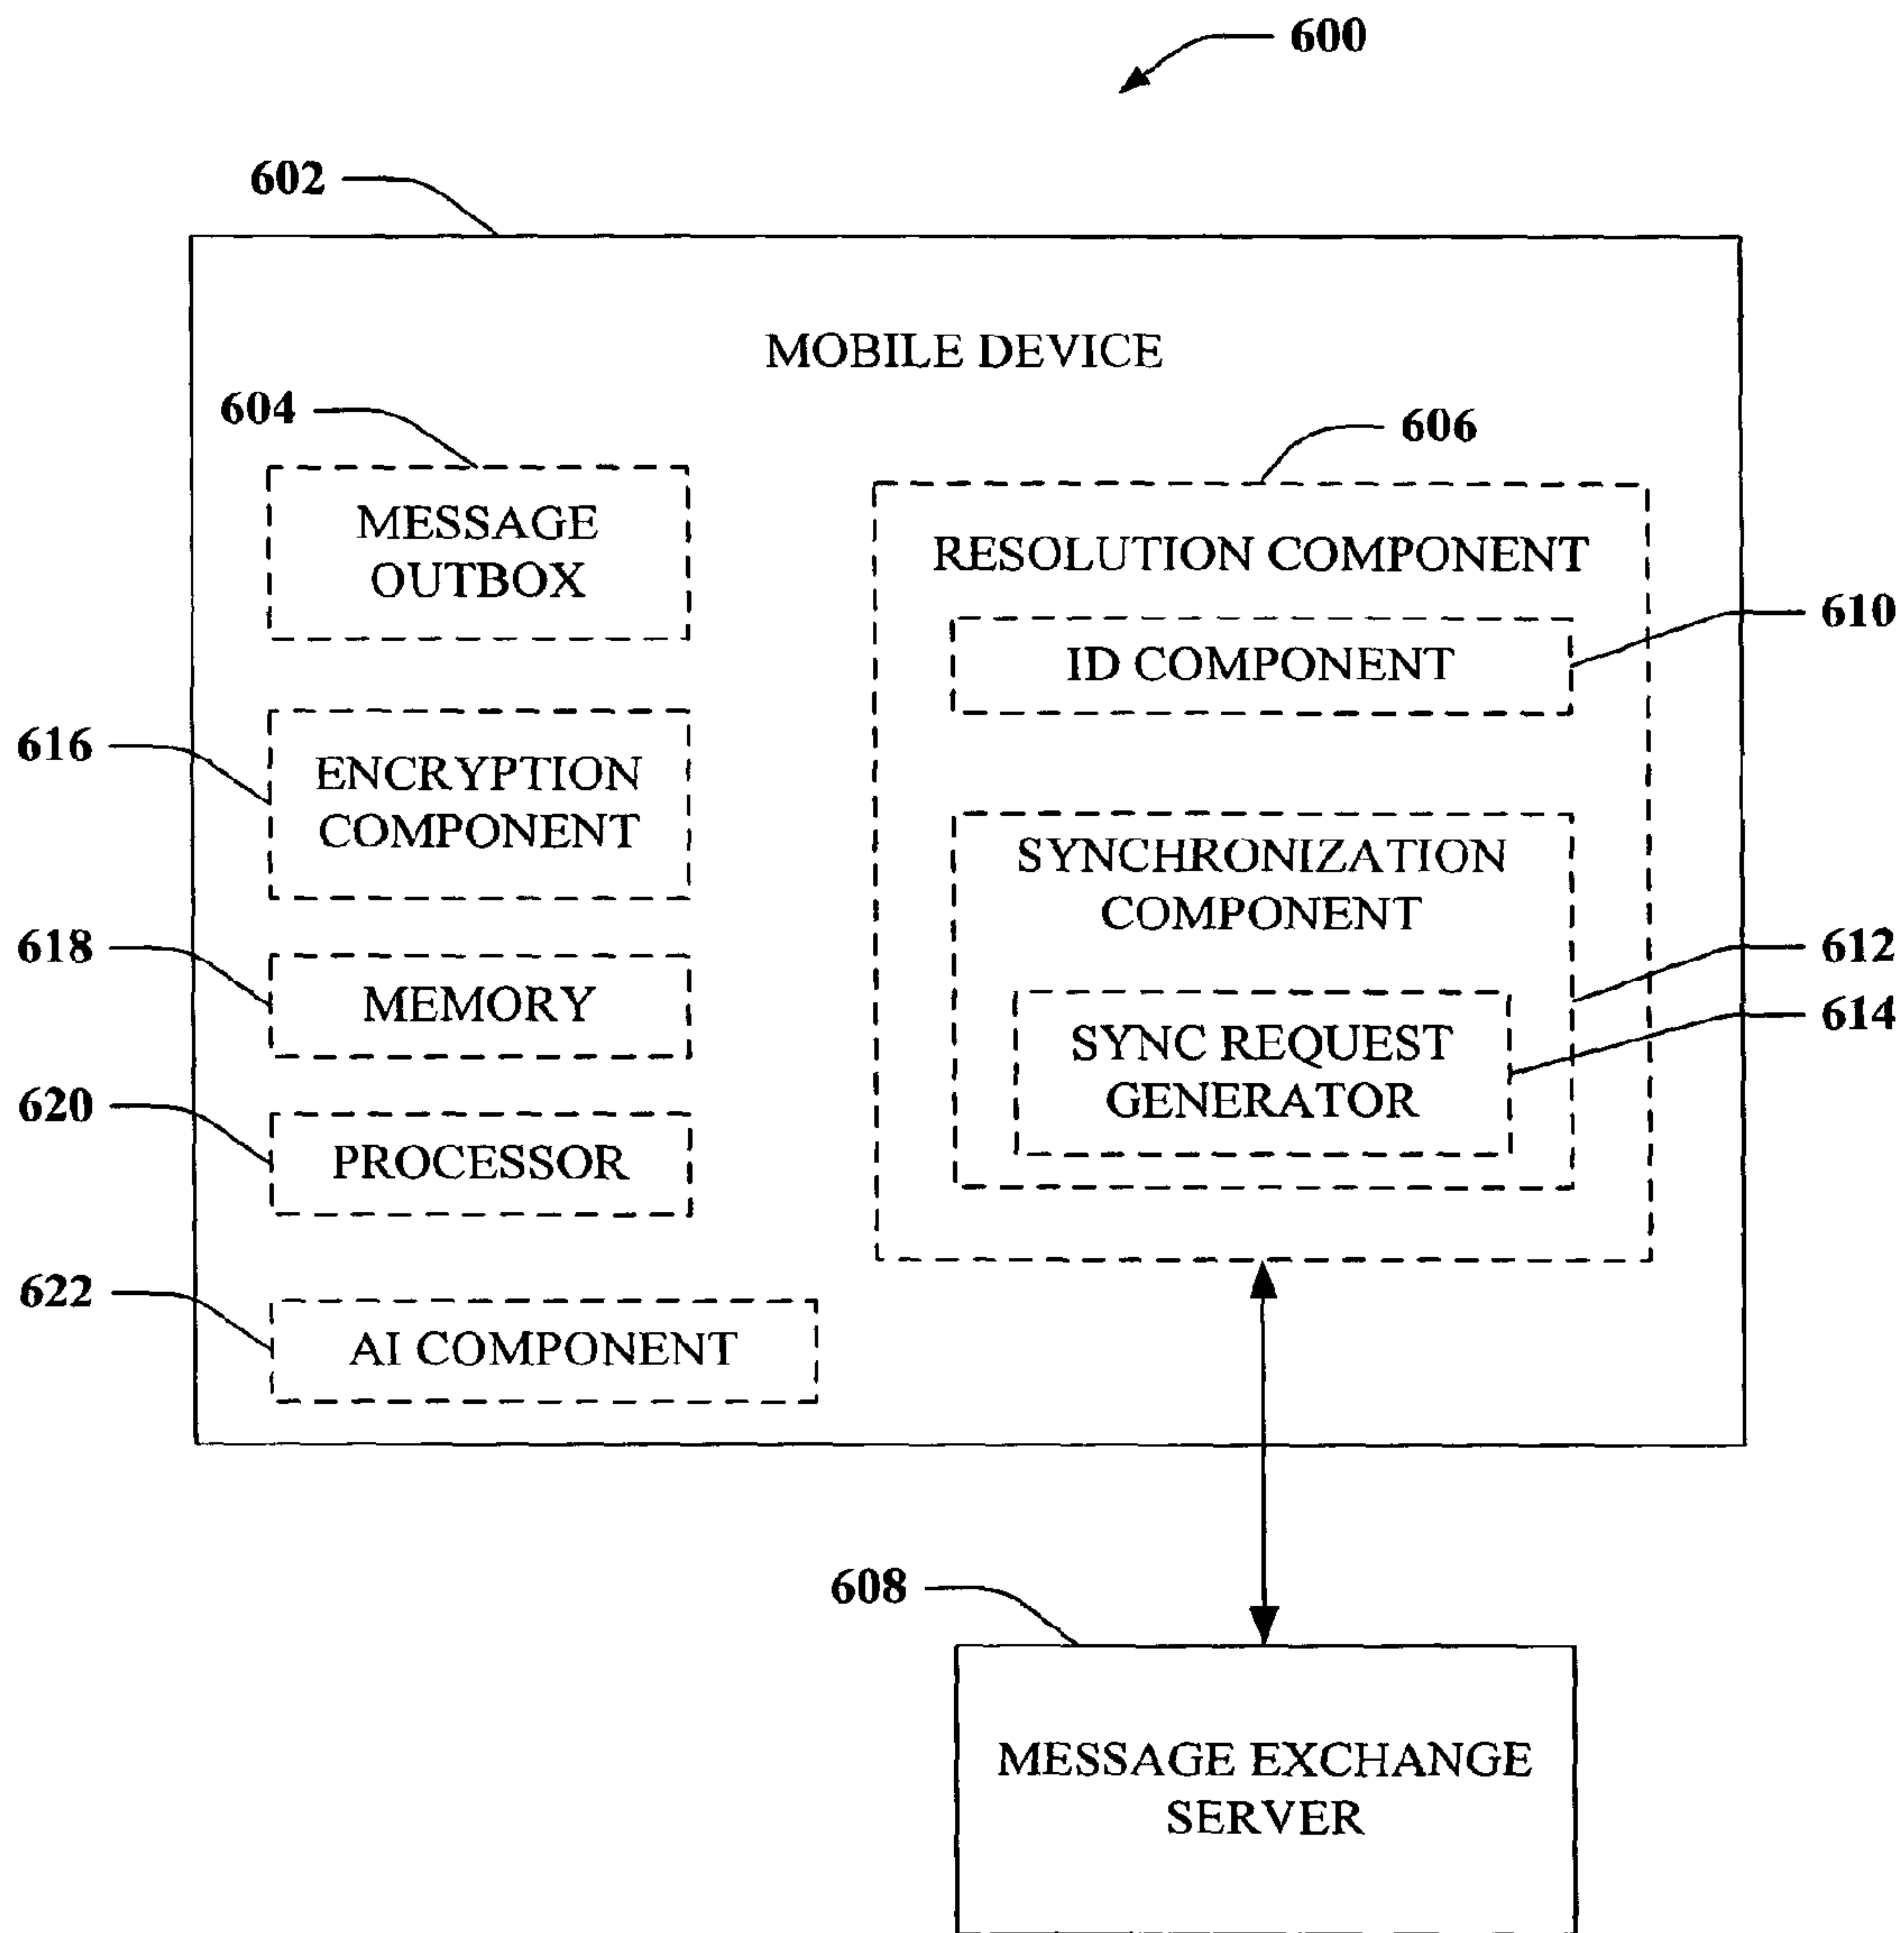 600
602
MOBILE DEVICE
604
606
MESSAGE
OUTBOX
RESOLUTION COMPONENT
610
ID COMPONENT
616
ENCRYPTION
COMPONENT
SYNCHRONIZATION
COMPONENT
612
618
MEMORY
614
SYNC REQUEST
GENERATOR
620
PROCESSOR
622
AI COMPONENT
608
MESSAGE EXCHANGE
SERVER